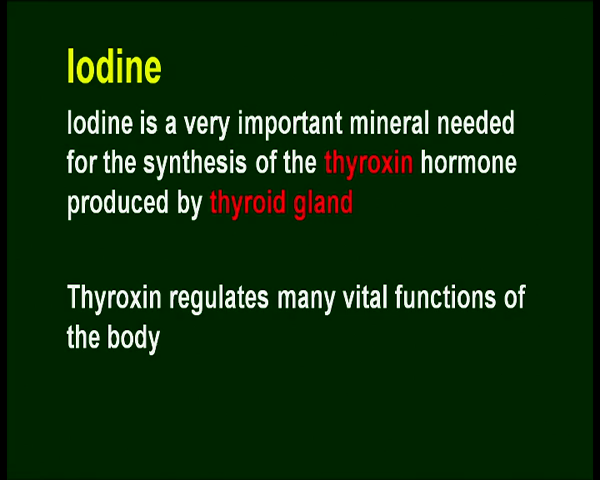 Iodine
Iodine is a very important mineral needed
for the synthesis of the thyroxin hormone
produced by thyroid gland
Thyroxin regulates many vital functions of
the body